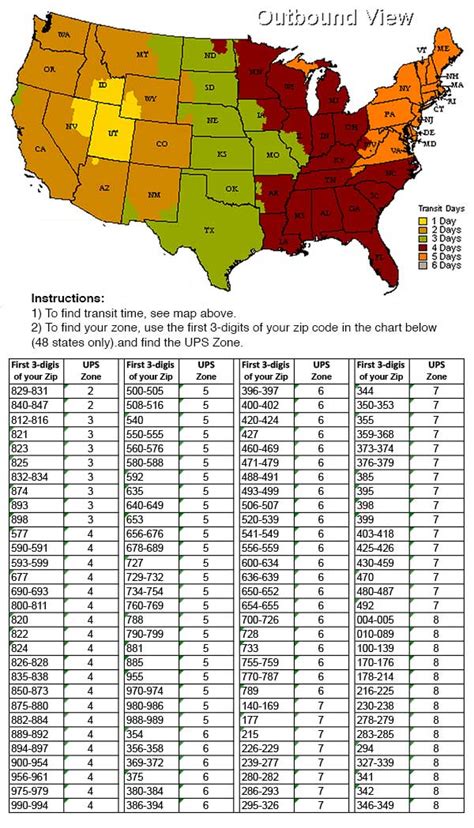 Outbound View
WA
MT
ND
MN
VT
ME
OR
ID
WY
SD
NH
MA
NY
RI
CT
NV
UT
NE
IA
PA
NJ
DE
MD
CA
CO
KS
MO
VA
AZ
NM
OK
AR
TN
TX
LA
MS
AL
GA
FL
Transit Days
1 Day
2 Days
3 Days
4 Days
5 Days
6 Days
Instructions:
1) To find transit time, see map above.
2) To find your zone, use the first 3-digits of your zip code in the chart below
(48 states only).and find the UPS Zone.
First 3-digits of your Zip UPS Zone First 3-digits of your Zip UPS Zone First 3-digits of your Zip UPS Zone First 3-digits of your Zip UPS Zone
829-831 2 500-505 5 396-397 6 344 7
840-847 2 508-516 5 400-402 6 350-353 7
812-816 3 540 5 420-424 6 355 7
821 3 550-555 5 427 6 359-368 7
823 3 560-576 5 460-469 6 373-374 7
825 3 580-588 5 471-479 6 376-379 7
832-834 3 592 5 488-491 6 385 7
874 3 635 5 493-499 6 395 7
893 3 640-649 5 506-507 6 398 7
898 3 653 5 520-539 6 399 7
577 4 656-676 5 541-549 6 403-418 7
590-591 4 678-689 5 556-559 6 425-426 7
593-599 4 727 5 600-634 6 430-459 7
677 4 729-732 5 636-639 6 470 7
690-693 4 734-754 5 650-652 6 480-487 7
800-811 4 760-769 5 654-655 6 492 7
820 4 788 5 700-726 6 004-005 8
822 4 790-799 5 728 6 010-089 8
824 4 881 5 733 6 100-139 8
826-828 4 885 5 755-759 6 170-176 8
835-838 4 955 5 770-787 6 178-214 8
850-873 4 970-974 5 789 6 216-225 8
875-880 4 980-986 5 140-169 7 230-238 8
882-884 4 988-989 5 177 7 278-279 8
889-892 4 354 6 215 7 283-285 8
894-897 4 356-358 6 226-229 7 294 8
900-954 4 369-372 6 239-277 7 327-339 8
956-961 4 375 6 280-282 7 341 8
975-979 4 380-384 6 286-293 7 342 8
990-994 4 386-394 6 295-326 7 346-349 8